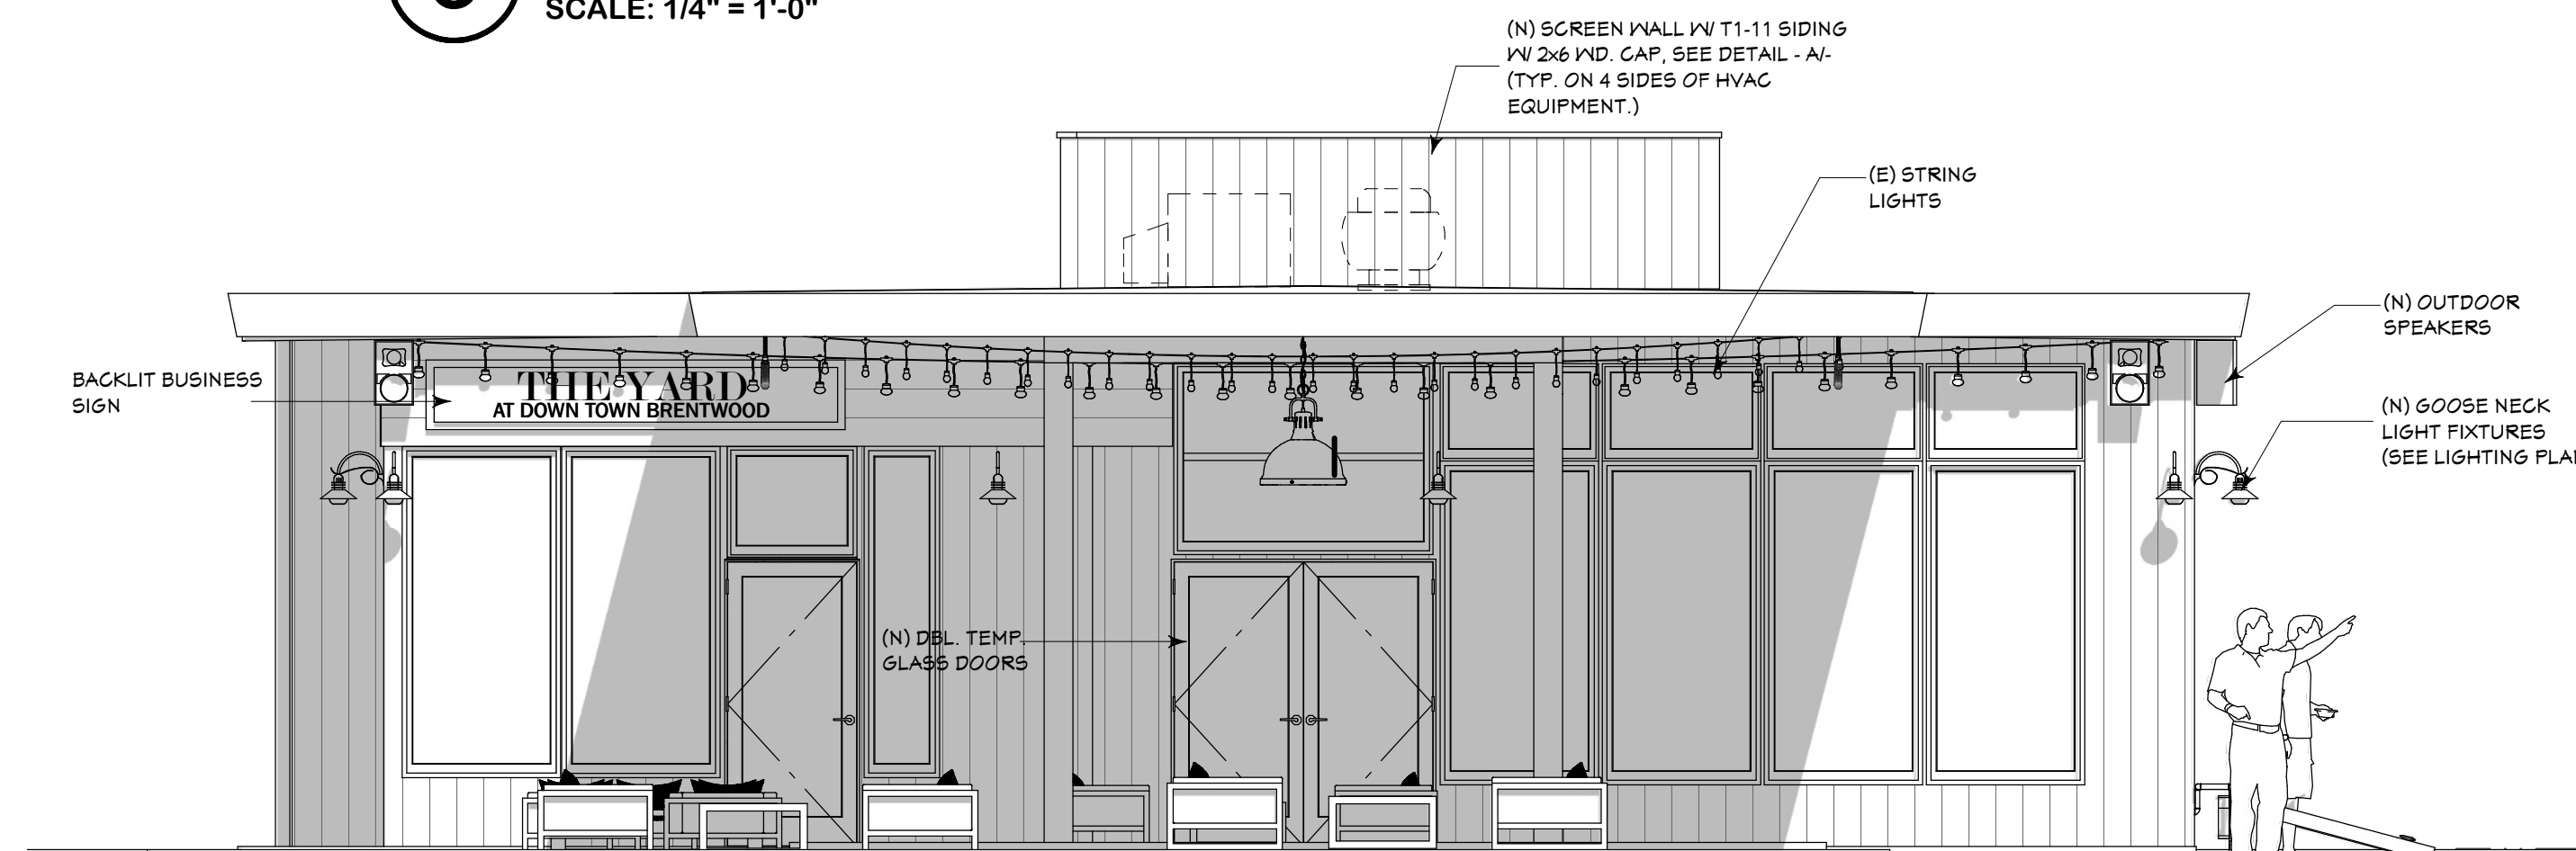 SCALE: 1/4" = 1'-0"
(N) SCREEN WALL W/ T1-11 SIDING
W/ 2x6 WD. CAP, SEE DETAIL - A/-
(TYP. ON 4 SIDES OF HVAC
EQUIPMENT.)
(E) STRING
LIGHTS
(N) OUTDOOR
SPEAKERS
BACKLIT BUSINESS
SIGN
THE YARD
AT DOWN TOWN BRENTWOOD
(N) GOOSE NECK
LIGHT FIXTURES
(SEE LIGHTING
(N) DBL. TEMP.
GLASS DOORS